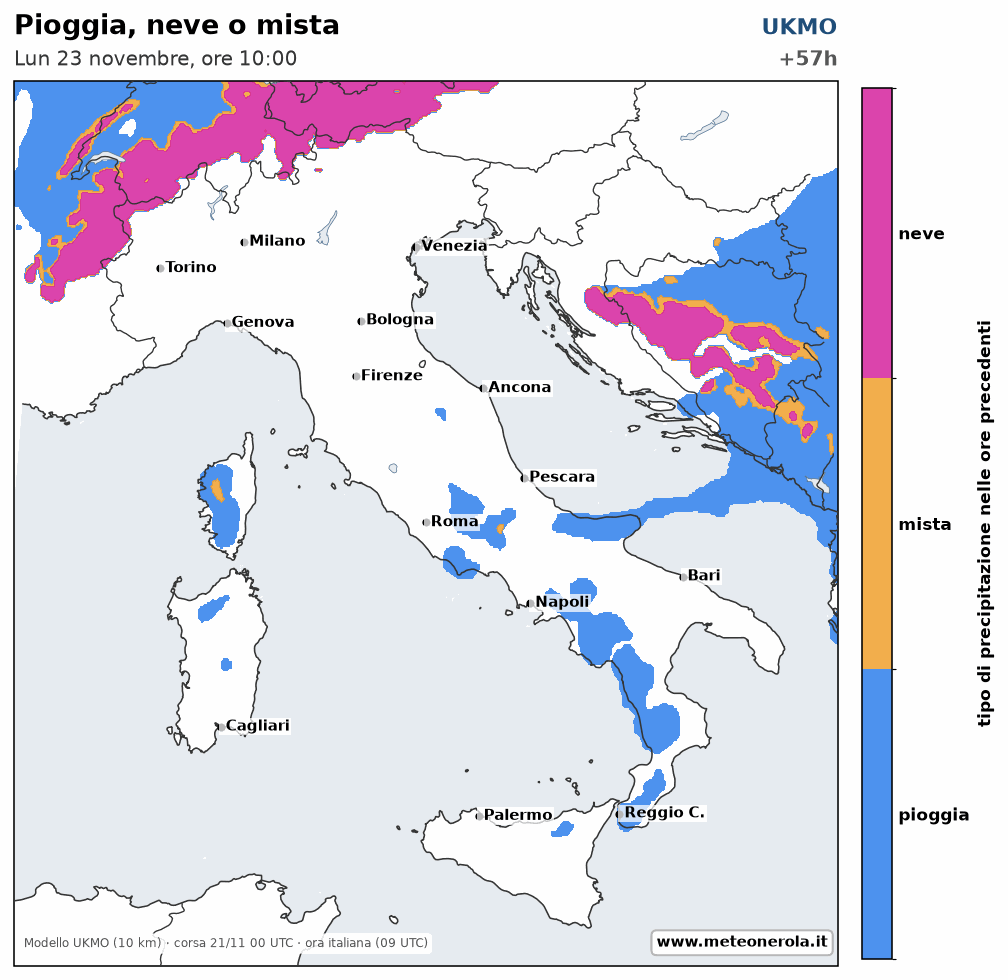 Pioggia, neve o mista
UKMO
Lun 23 novembre, ore 10:00
+57h
neve
mista
pioggia
tipo di precipitazione nelle ore precedenti
Milano
Venezia
Torino
Genova
Bologna
Firenze
Ancona
Pescara
Roma
Bari
Napoli
Cagliari
Palermo
Reggio C.
Modello UKMO (10 km) · corsa 21/11 00 UTC · ora italiana (09 UTC)
www.meteonerola.it